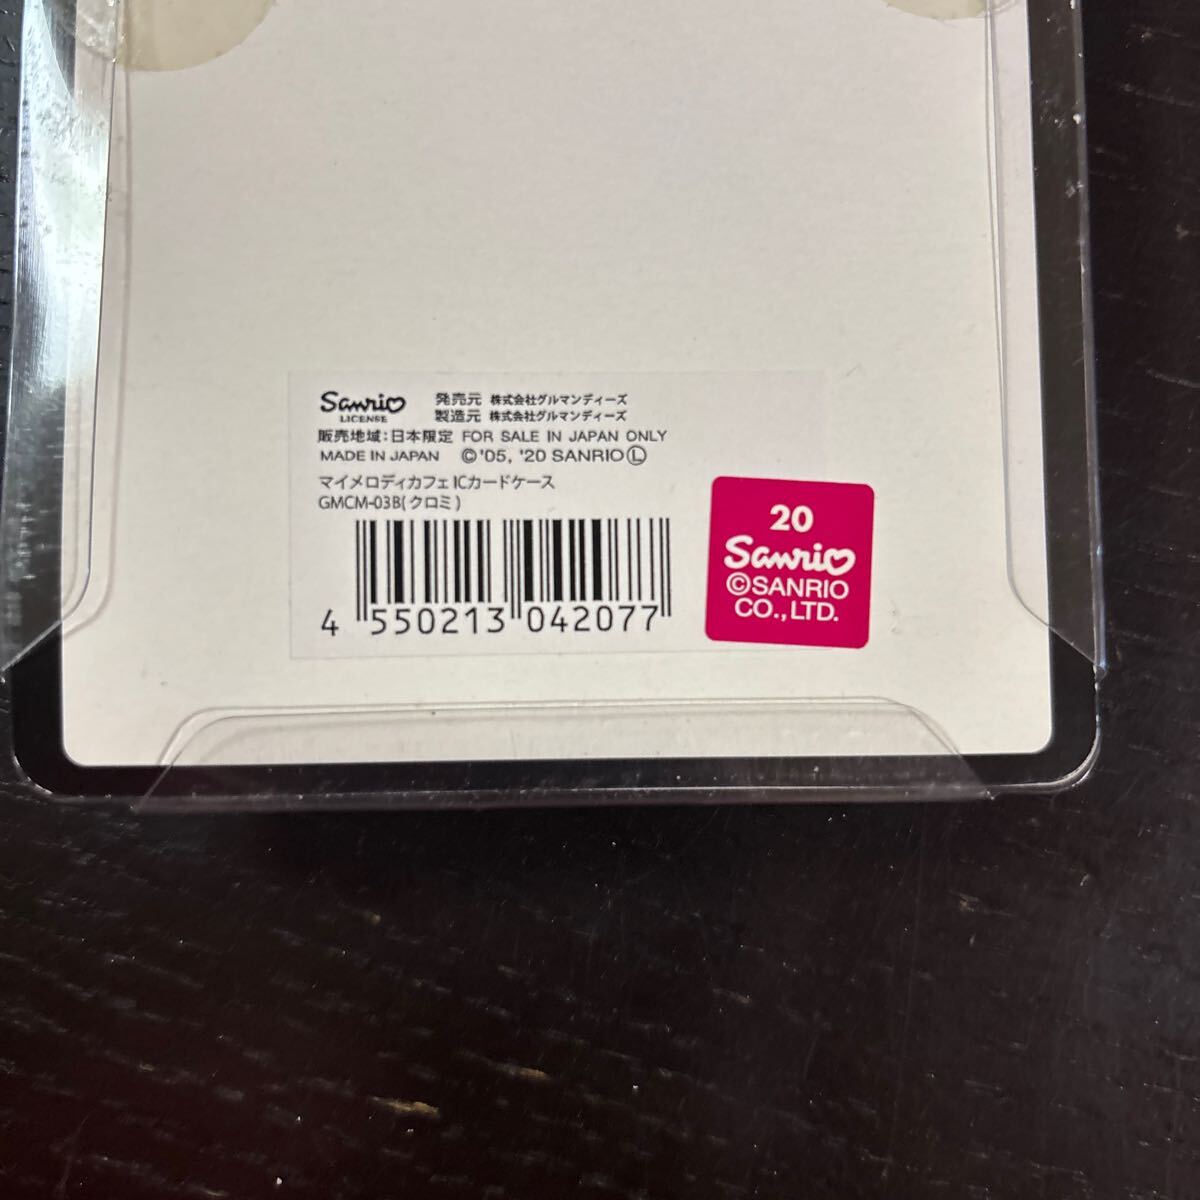 Sanrio
LICENSE
発売元 株式会社グルマンディーズ
製造元 株式会社グルマンディーズ
販売地域:日本限定 FOR SALE IN JAPAN ONLY
MADE IN JAPAN ©'05, '20 SANRIO Ⓛ
マイメロディカフェ ICカードケース
GMCM-03B(クロミ)
4 550213 042077
20
Sanrio
©SANRIO
CO., LTD.